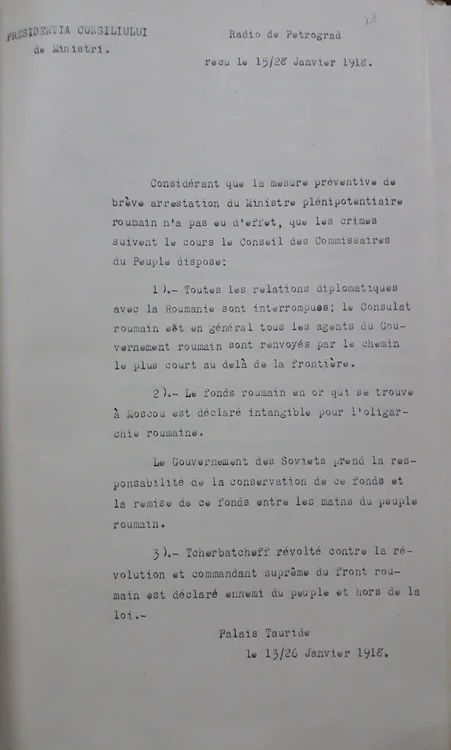 PRESIDENTIA CONSILIULUI
de Ministri.
Radio de Petrograd
reçu le 15/28 Janvier 1918.
Considérant que la mesure préventive de
brève arrestation du Ministre plénipotentiaire
roumain n'a pas eu d'effet, que les crimes
suivent le cours le Conseil des Commissaires
du Peuple dispose:
1).- Toutes les relations diplomatiques
avec la Roumanie sont interrompues; le Consulat
roumain eût en général tous les agents du Gou-
vernement roumain sont renvoyés par le chemin
le plus court au delà de la frontière.
2).- Le fonds roumain en or qui se trouve
à Moscou est déclaré intangible pour l'oligar-
chie roumaine.
Le Gouvernement des Soviets prend la res-
ponsabilité de la conservation de ce fonds et
la remise de ce fonds entre les mains du peuple
roumain.
3).- Tcherbatcheff révolté contre la ré-
volution et commandant suprême du front rou-
main est déclaré ennemi du peuple et hors de la
loi.-
Palais Tauride
le 13/26 Janvier 1918.